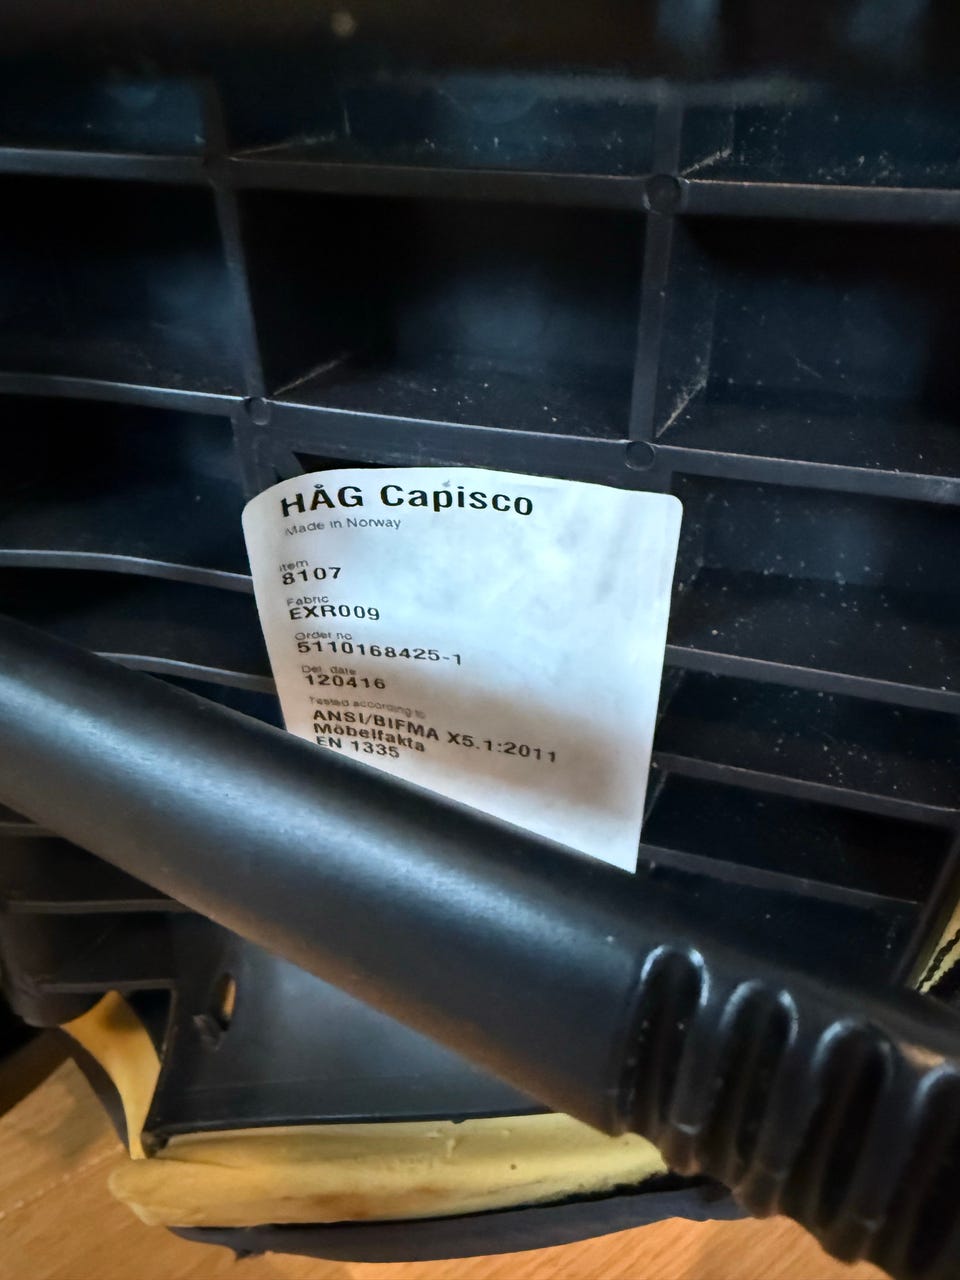 HÅG Capisco
Made in Norway
Item
8107
Fabric
EXR009
Order no
5110168425-1
Del. date
120416
Tested according to
ANSI/BIFMA X5.1:2011
Möbelfakta
EN 1335